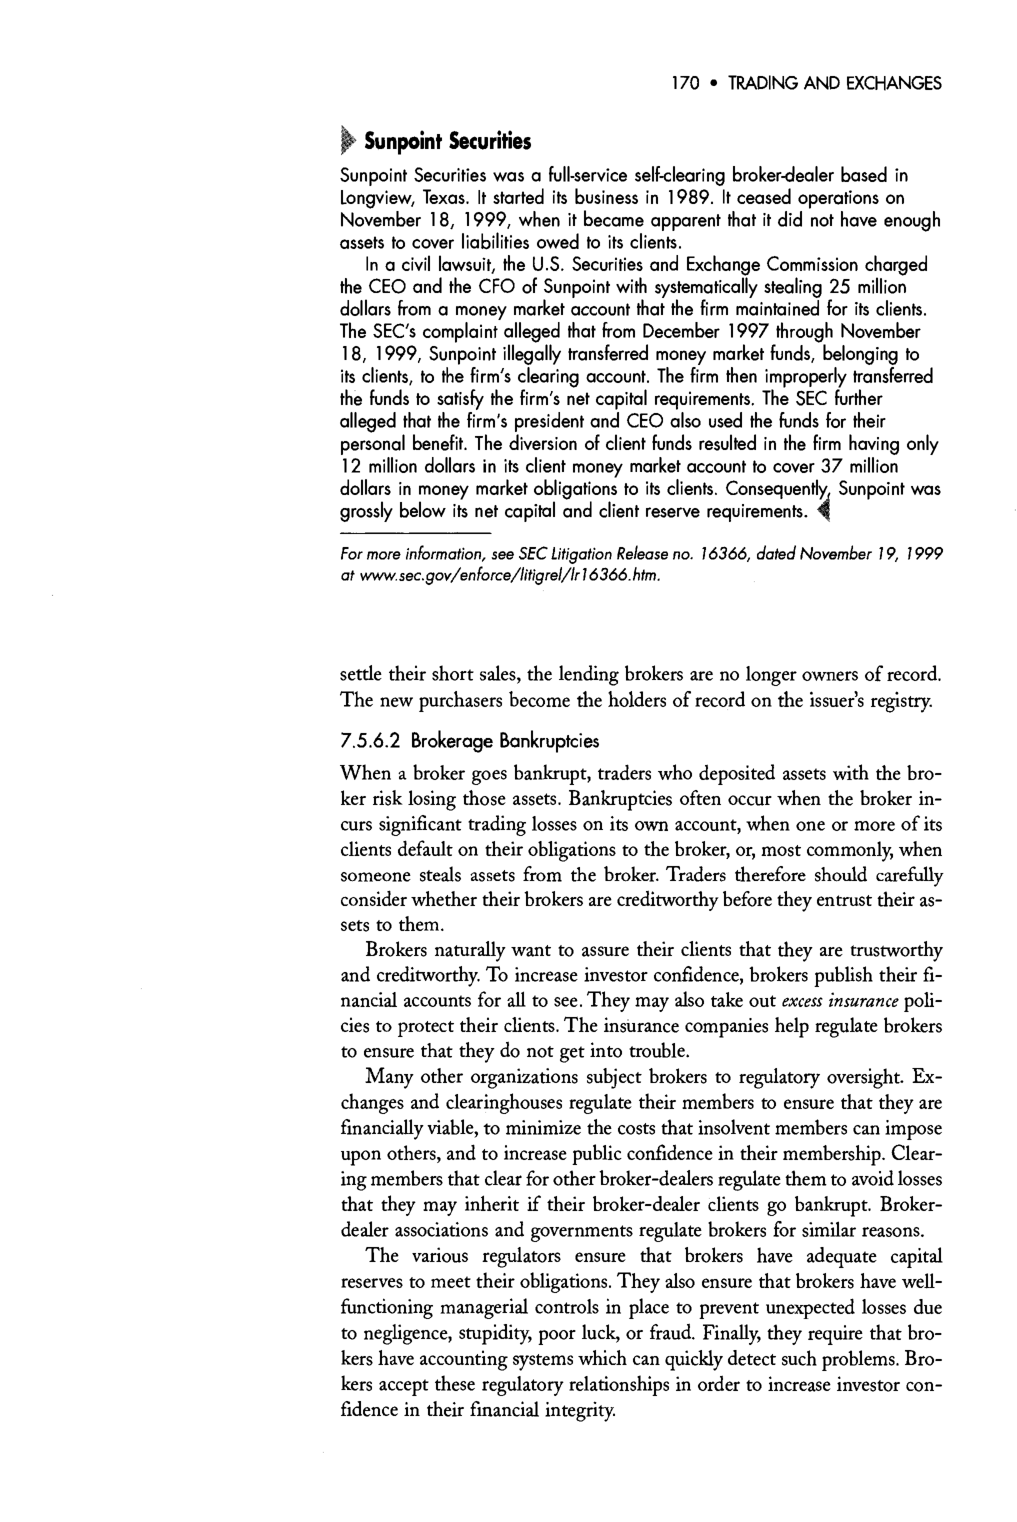 170 • TRADING AND EXCHANGES
Sunpoint Securities
Sunpoint Securities was a full-service self-clearing broker-dealer based in
Longview, Texas. It started its business in 1989. It ceased operations on
November 18, 1999, when it became apparent that it did not have enough
assets to cover liabilities owed to its clients.
In a civil lawsuit, the U.S. Securities and Exchange Commission charged
the CEO and the CFO of Sunpoint with systematically stealing 25 million
dollars from a money market account that the firm maintained for its clients.
The SEC's complaint alleged that from December 1997 through November
18, 1999, Sunpoint illegally transferred money market funds, belonging to
its clients, to the firm's clearing account. The firm then improperly transferred
the funds to satisfy the firm's net capital requirements. The SEC further
alleged that the firm's president and CEO also used the funds for their
personal benefit. The diversion of client funds resulted in the firm having only
12 million dollars in its client money market account to cover 37 million
dollars in money market obligations to its clients. Consequently, Sunpoint was
grossly below its net capital and client reserve requirements.
For more information, see SEC Litigation Release no. 16366, dated November 19, 1999
at www.sec.gov/enforce/litigrel/lr16366.htm.
settle their short sales, the lending brokers are no longer owners of record.
The new purchasers become the holders of record on the issuer's registry.
7.5.6.2 Brokerage Bankruptcies
When a broker goes bankrupt, traders who deposited assets with the bro-
ker risk losing those assets. Bankruptcies often occur when the broker in-
curs significant trading losses on its own account, when one or more of its
clients default on their obligations to the broker, or, most commonly, when
someone steals assets from the broker. Traders therefore should carefully
consider whether their brokers are creditworthy before they entrust their as-
sets to them.
Brokers naturally want to assure their clients that they are trustworthy
and creditworthy. To increase investor confidence, brokers publish their fi-
nancial accounts for all to see. They may also take out excess insurance poli-
cies to protect their clients. The insurance companies help regulate brokers
to ensure that they do not get into trouble.
Many other organizations subject brokers to regulatory oversight. Ex-
changes and clearinghouses regulate their members to ensure that they are
financially viable, to minimize the costs that insolvent members can impose
upon others, and to increase public confidence in their membership. Clear-
ing members that clear for other broker-dealers regulate them to avoid losses
that they may inherit if their broker-dealer clients go bankrupt. Broker-
dealer associations and governments regulate brokers for similar reasons.
The various regulators ensure that brokers have adequate capital
reserves to meet their obligations. They also ensure that brokers have well-
functioning managerial controls in place to prevent unexpected losses due
to negligence, stupidity, poor luck, or fraud. Finally, they require that bro-
kers have accounting systems which can quickly detect such problems. Bro-
kers accept these regulatory relationships in order to increase investor con-
fidence in their financial integrity.